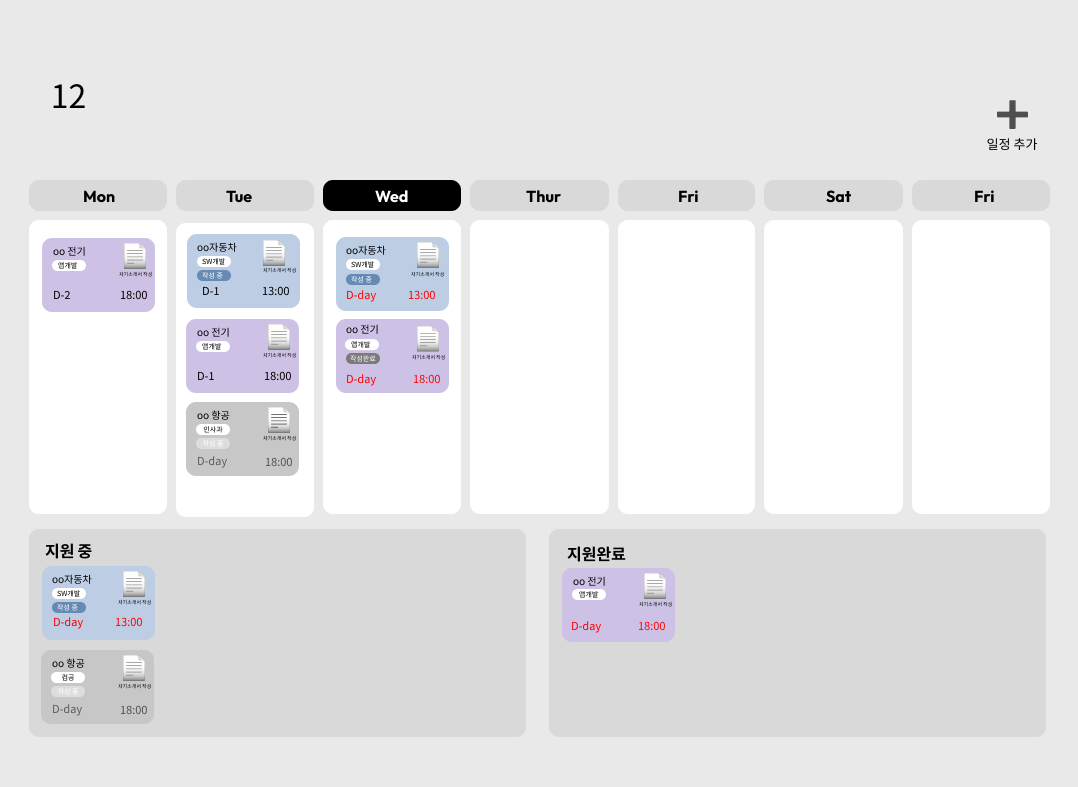 12
일정 추가
Mon
Tue
Wed
Thur
Fri
Sat
Fri
oo 전기
앱개발
자기소개서 작성
D-2
18:00
oo자동차
SW개발
작성 중
자기소개서 작성
D-1
13:00
oo 전기
앱개발
자기소개서 작성
D-1
18:00
oo 항공
인사과
작성 중
자기소개서 작성
D-day
18:00
oo자동차
SW개발
작성 중
자기소개서 작성
D-day
13:00
oo 전기
앱개발
작성완료
자기소개서 작성
D-day
18:00
지원 중
oo자동차
SW개발
작성 중
자기소개서 작성
D-day
13:00
oo 항공
컴공
작성 중
자기소개서 작성
D-day
18:00
지원완료
oo 전기
앱개발
자기소개서 작성
D-day
18:00